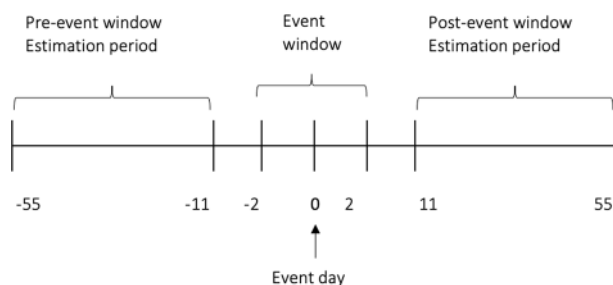 Pre-event window
Estimation period
Event
window
Post-event window
Estimation period
-55
-11
-2
0
2
11
55
Event day